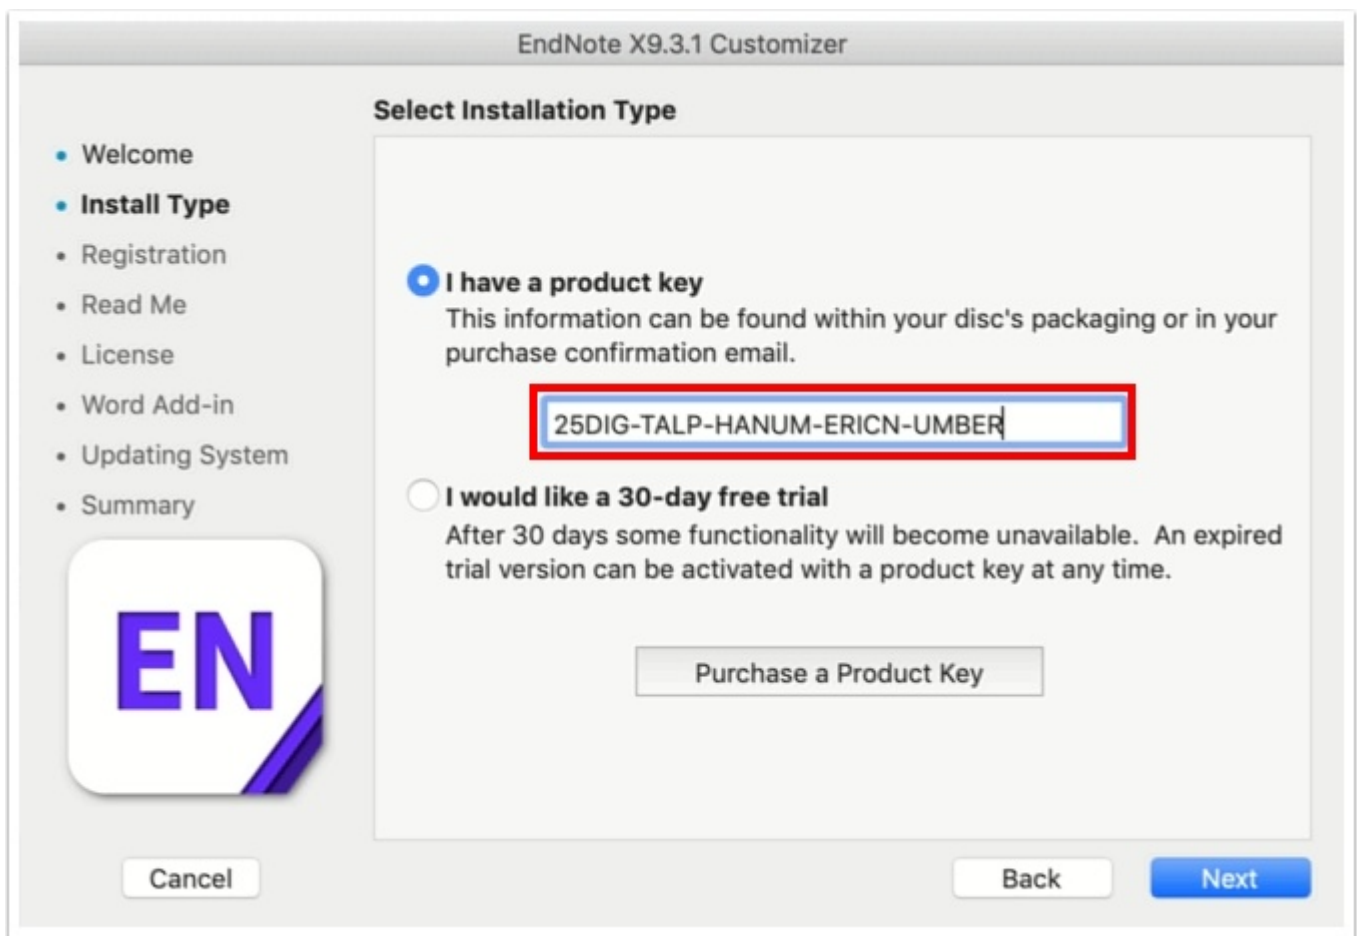 EndNote X9.3.1 Customizer
Select Installation Type
• Welcome
• Install Type
• Registration
• Read Me
• License
• Word Add-in
• Updating System
• Summary
EN
I have a product key
This information can be found within your disc's packaging or in your
purchase confirmation email.
25DIG-TALP-HANUM-ERICN-UMBER
I would like a 30-day free trial
After 30 days some functionality will become unavailable.  An expired
trial version can be activated with a product key at any time.
Purchase a Product Key
Cancel
Back
Next